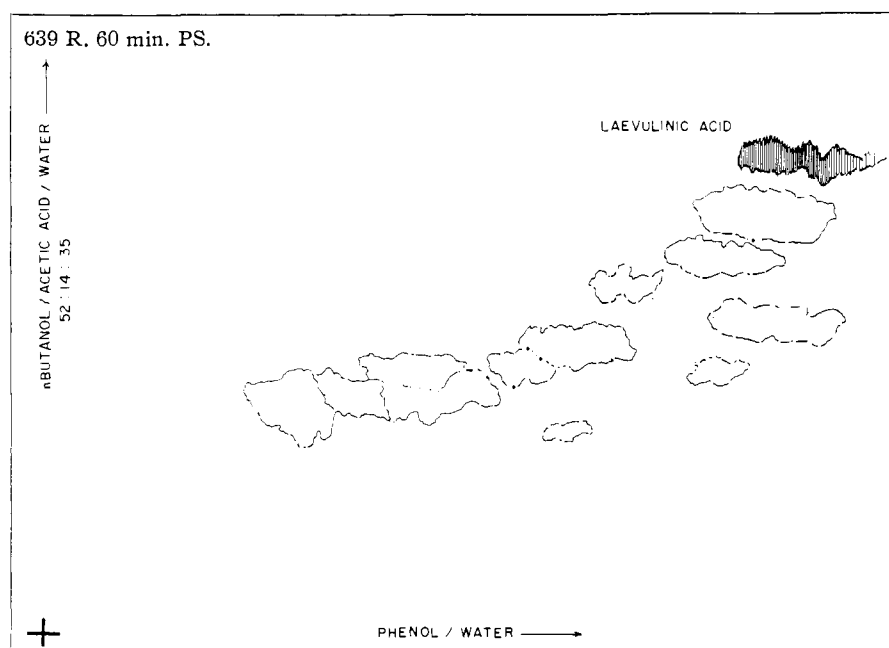 639 R. 60 min. PS.
LAEVULINIC ACID
nBUTANOL / ACETIC ACID / WATER
52 : 14 : 35
PHENOL / WATER